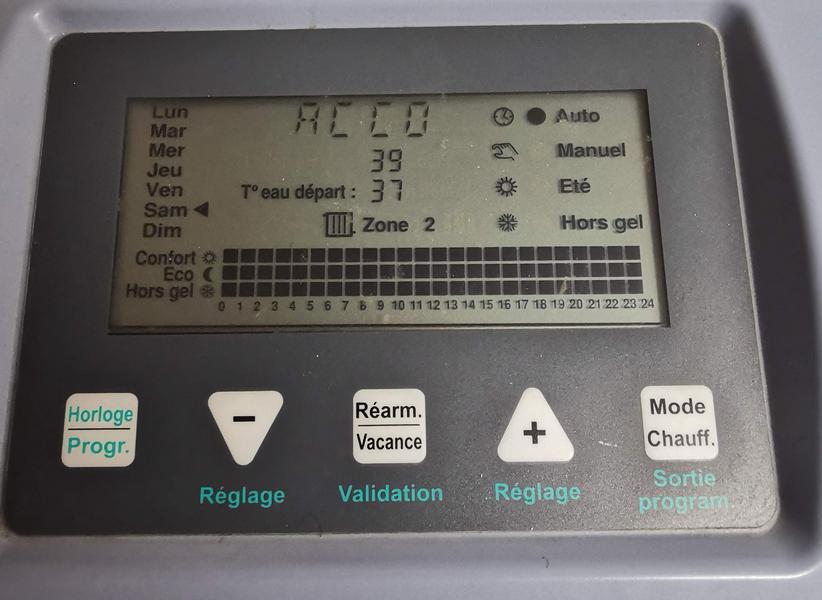 Lun
Mar
Mer
Jeu
Ven
Sam
Dim
ACCO
39
T° eau départ : 37
Zone 2
Auto
Manuel
Eté
Hors gel
Confort
Eco
Hors gel
0 1 2 3 4 5 6 7 8 9 10 11 12 13 14 15 16 17 18 19 20 21 22 23 24
Horloge
Progr.
-
Réglage
Réarm.
Vacance
Validation
+
Réglage
Mode
Chauff.
Sortie
program.